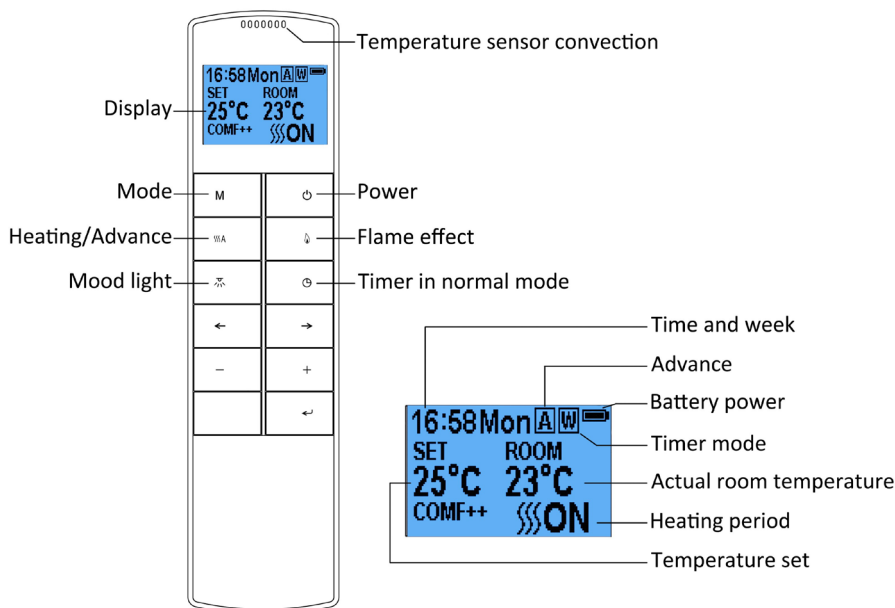 Temperature sensor convection
16:58Mon A W
SET ROOM
Display
25°C 23°C
COMF++ ON
Mode M Power
Heating/Advance A Flame effect
Mood light Timer in normal mode
← →
− +
↵
Time and week
Advance
Battery power
16:58Mon A W
Timer mode
SET ROOM
25°C 23°C
Actual room temperature
COMF++ ON
Heating period
Temperature set